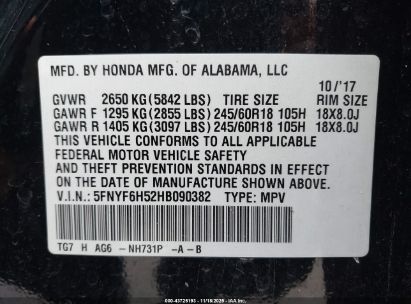 MFD. BY HONDA MFG. OF ALABAMA, LLC
10/'17
GVWR 2650 KG (5842 LBS) TIRE SIZE RIM SIZE
GAWR F 1295 KG (2855 LBS) 245/60R18 105H 18X8.0J
GAWR R 1405 KG (3097 LBS) 245/60R18 105H 18X8.0J
THIS VEHICLE CONFORMS TO ALL APPLICABLE
FEDERAL MOTOR VEHICLE SAFETY
AND THEFT PREVENTION STANDARDS IN EFFECT
ON THE DATE OF MANUFACTURE SHOWN ABOVE.
V.I.N.: 5FNYF6H52HB090382 TYPE: MPV
TG7 H AG6 -NH731P -A-B